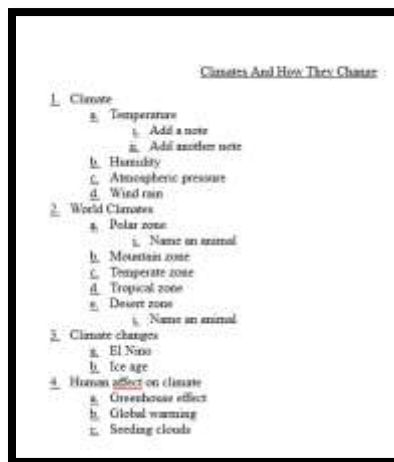 Climates And How They Change
1. Climate
a. Temperature
i. Add a note
ii. Add another note
b. Humidity
c. Atmospheric pressure
d. Wind rain
2. World Climates
a. Polar zone
i. Name an animal
b. Mountain zone
c. Temperate zone
d. Tropical zone
e. Desert zone
i. Name an animal
3. Climate changes
a. El Nino
b. Ice age
4. Human affect on climate
a. Greenhouse effect
b. Global warming
c. Seeding clouds